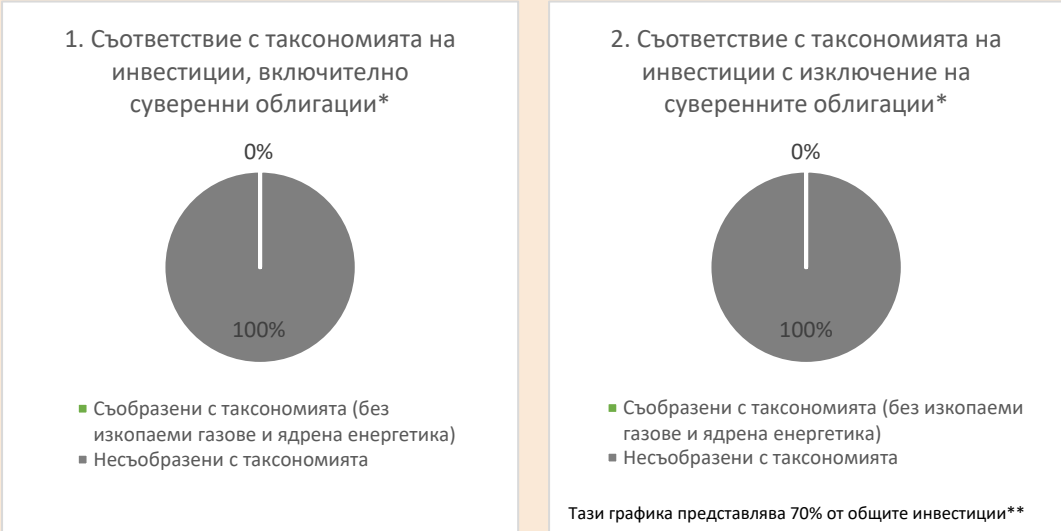 1. Съответствие с таксономията на
инвестиции, включително
суверенни облигации*
0%
100%
Съобразени с таксономията (без
изкопаеми газове и ядрена енергетика)
Несъобразени с таксономията
2. Съответствие с таксономията на
инвестиции с изключение на
суверенните облигации*
0%
100%
Съобразени с таксономията (без изкопаеми
газове и ядрена енергетика)
Несъобразени с таксономията
Тази графика представлява 70% от общите инвестиции**